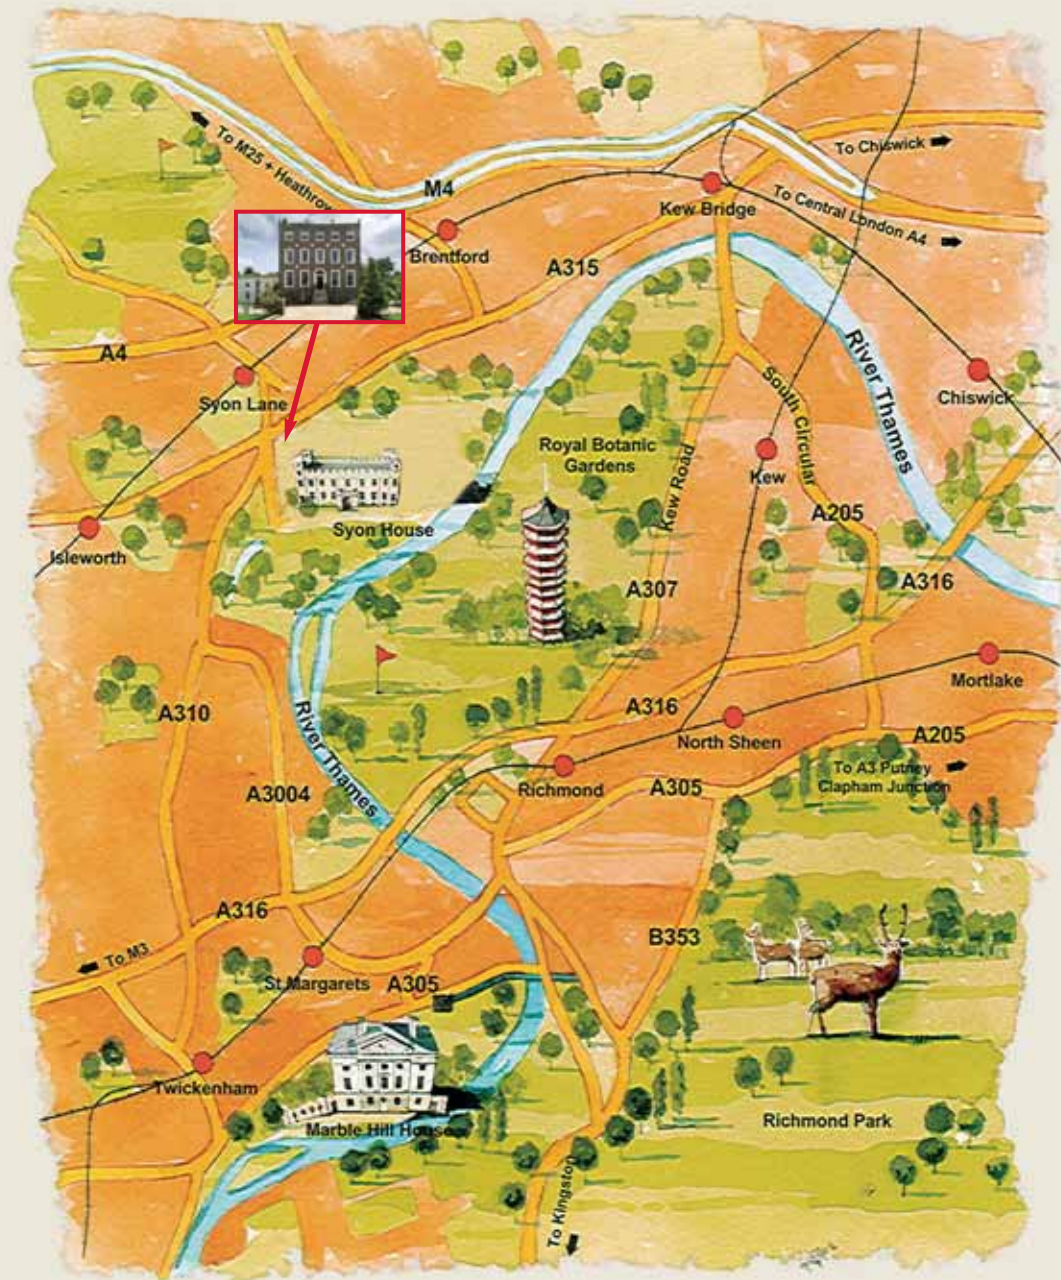 To M25 + Heathrow
M4
To Chiswick
To Central London A4
Kew Bridge
Brentford
A315
A4
River Thames
Syon Lane
Chiswick
South Circular
Royal Botanic
Gardens
Kew Road
Kew
Syon House
A205
Isleworth
A307
A316
Mortlake
A310
A316
North Sheen
A205
River Thames
To A3 Putney
Clapham Junction
A3004
Richmond
A305
A316
B353
To M3
St Margarets
A305
Twickenham
Marble Hill House
Richmond Park
To Kingston